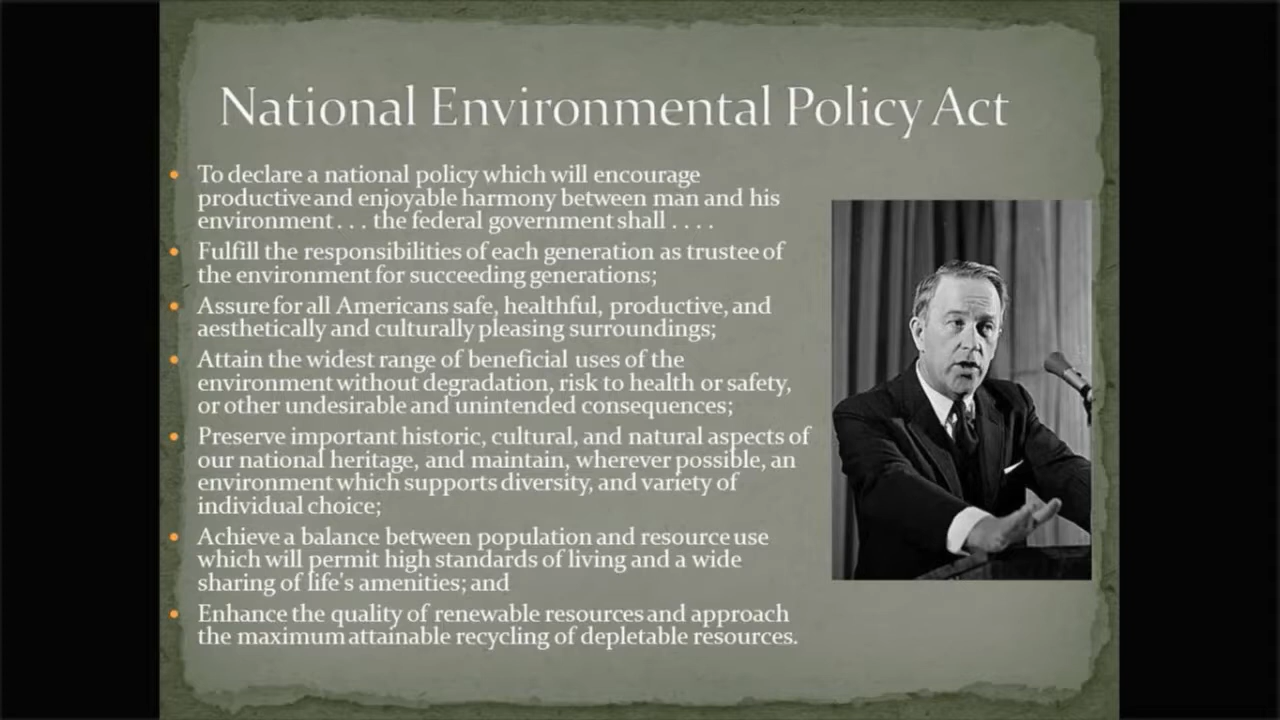 National Environmental Policy Act
To declare a national policy which will encourage
productive and enjoyable harmony between man and his
environment . . . the federal government shall . . . .
Fulfill the responsibilities of each generation as trustee of
the environment for succeeding generations;
Assure for all Americans safe, healthful, productive, and
aesthetically and culturally pleasing surroundings;
Attain the widest range of beneficial uses of the
environment without degradation, risk to health or safety,
or other undesirable and unintended consequences;
Preserve important historic, cultural, and natural aspects of
our national heritage, and maintain, wherever possible, an
environment which supports diversity, and variety of
individual choice;
Achieve a balance between population and resource use
which will permit high standards of living and a wide
sharing of life's amenities; and
Enhance the quality of renewable resources and approach
the maximum attainable recycling of depletable resources.